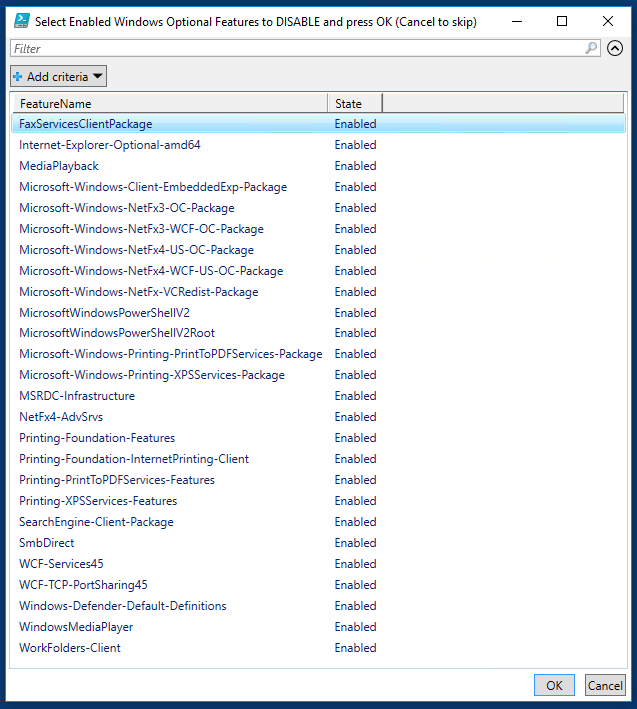 Select Enabled Windows Optional Features to DISABLE and press OK (Cancel to skip)
Filter
Add criteria
FeatureName State
FaxServicesClientPackage Enabled
Internet-Explorer-Optional-amd64 Enabled
MediaPlayback Enabled
Microsoft-Windows-Client-EmbeddedExp-Package Enabled
Microsoft-Windows-NetFx3-OC-Package Enabled
Microsoft-Windows-NetFx3-WCF-OC-Package Enabled
Microsoft-Windows-NetFx4-US-OC-Package Enabled
Microsoft-Windows-NetFx4-WCF-US-OC-Package Enabled
Microsoft-Windows-NetFx-VCRedist-Package Enabled
MicrosoftWindowsPowerShellV2 Enabled
MicrosoftWindowsPowerShellV2Root Enabled
Microsoft-Windows-Printing-PrintToPDFServices-Package Enabled
Microsoft-Windows-Printing-XPSServices-Package Enabled
MSRDC-Infrastructure Enabled
NetFx4-AdvSrvs Enabled
Printing-Foundation-Features Enabled
Printing-Foundation-InternetPrinting-Client Enabled
Printing-PrintToPDFServices-Features Enabled
Printing-XPSServices-Features Enabled
SearchEngine-Client-Package Enabled
SmbDirect Enabled
WCF-Services45 Enabled
WCF-TCP-PortSharing45 Enabled
Windows-Defender-Default-Definitions Enabled
WindowsMediaPlayer Enabled
WorkFolders-Client Enabled
OK Cancel